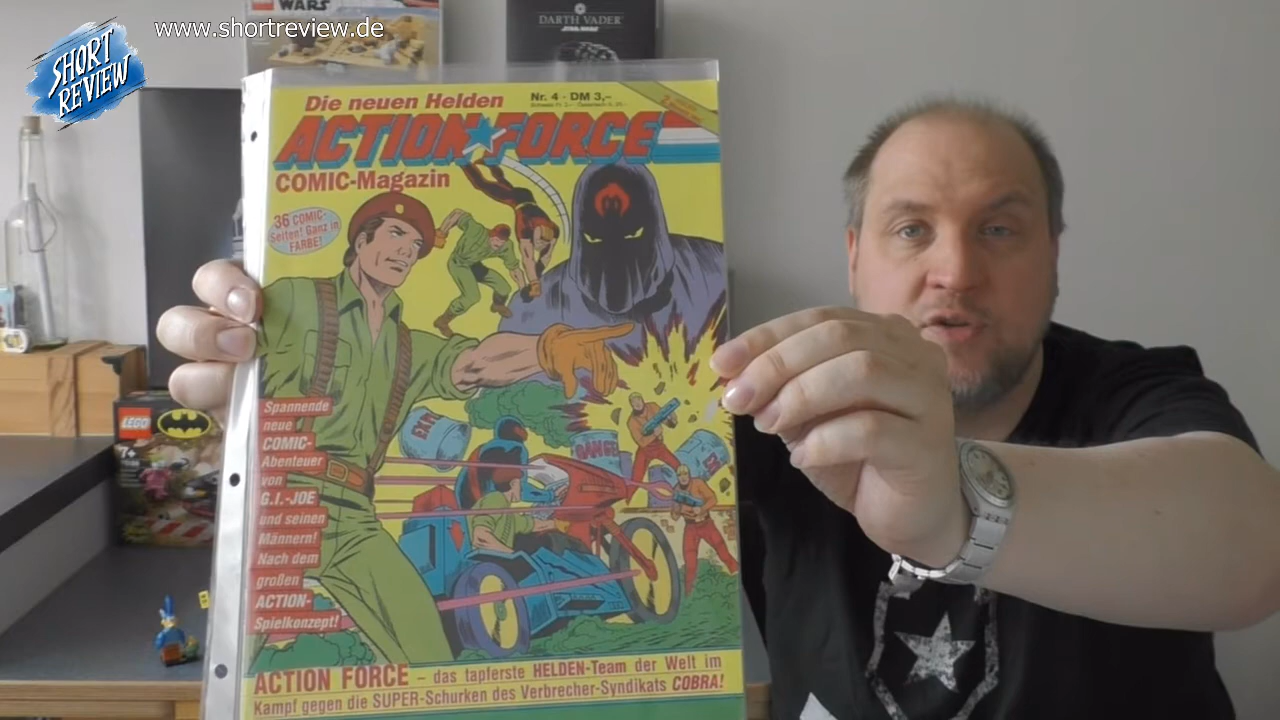 www.shortreview.de
SHORT
REVIEW
WARS
DARTH VADER
STAR WARS
Die neuen Helden
Nr. 4 - DM 3,–
ACTION FORCE
COMIC-Magazin
36 COMIC-
Seiten! Ganz in
FARBE!
Spannende
neue
COMIC-
Abenteuer
von
G.I.-JOE
und seinen
Männern!
Nach dem
großen
ACTION-
Spielkonzept!
LEGO
7+
ACTION FORCE – das tapferste HELDEN-Team der Welt im
Kampf gegen die SUPER-Schurken des Verbrecher-Syndikats COBRA!